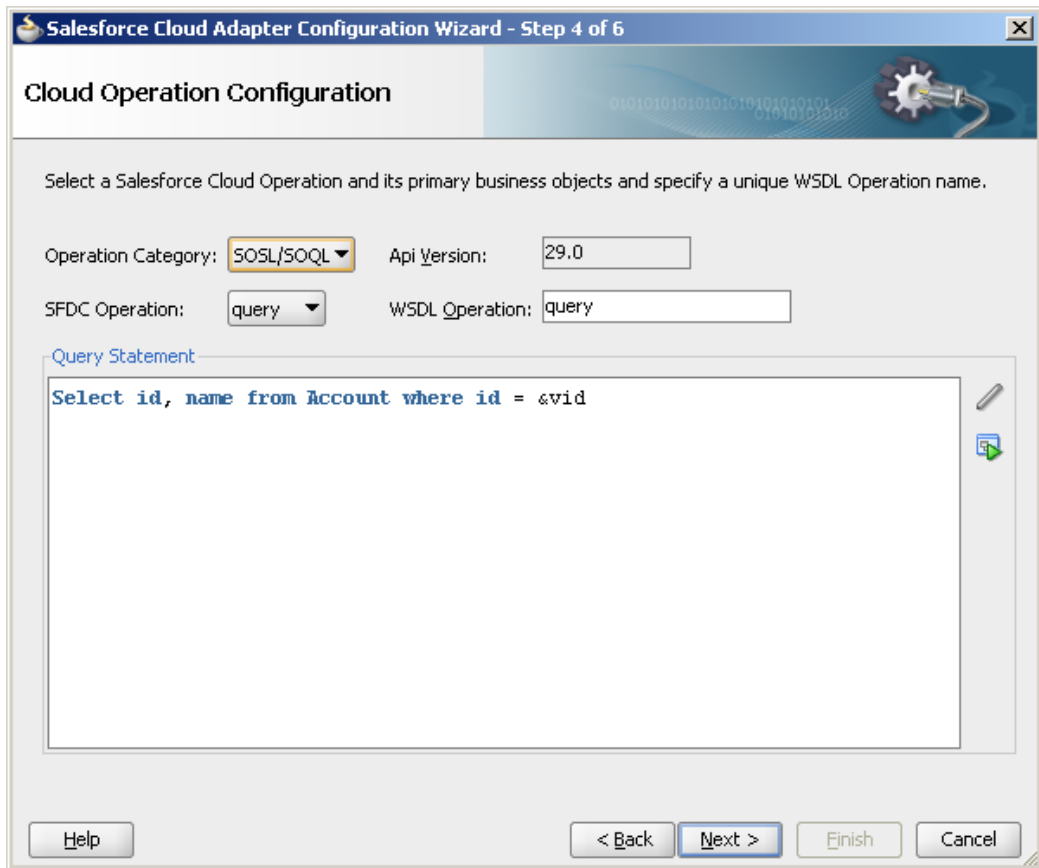 Salesforce Cloud Adapter Configuration Wizard - Step 4 of 6
Cloud Operation Configuration
010101010101010101010101
01010101010
Select a Salesforce Cloud Operation and its primary business objects and specify a unique WSDL Operation name.
Operation Category: SOSL/SOQL Api Version: 29.0
SFDC Operation: query WSDL Operation: query
Query Statement
Select id, name from Account where id = &vid
Help < Back Next > Finish Cancel